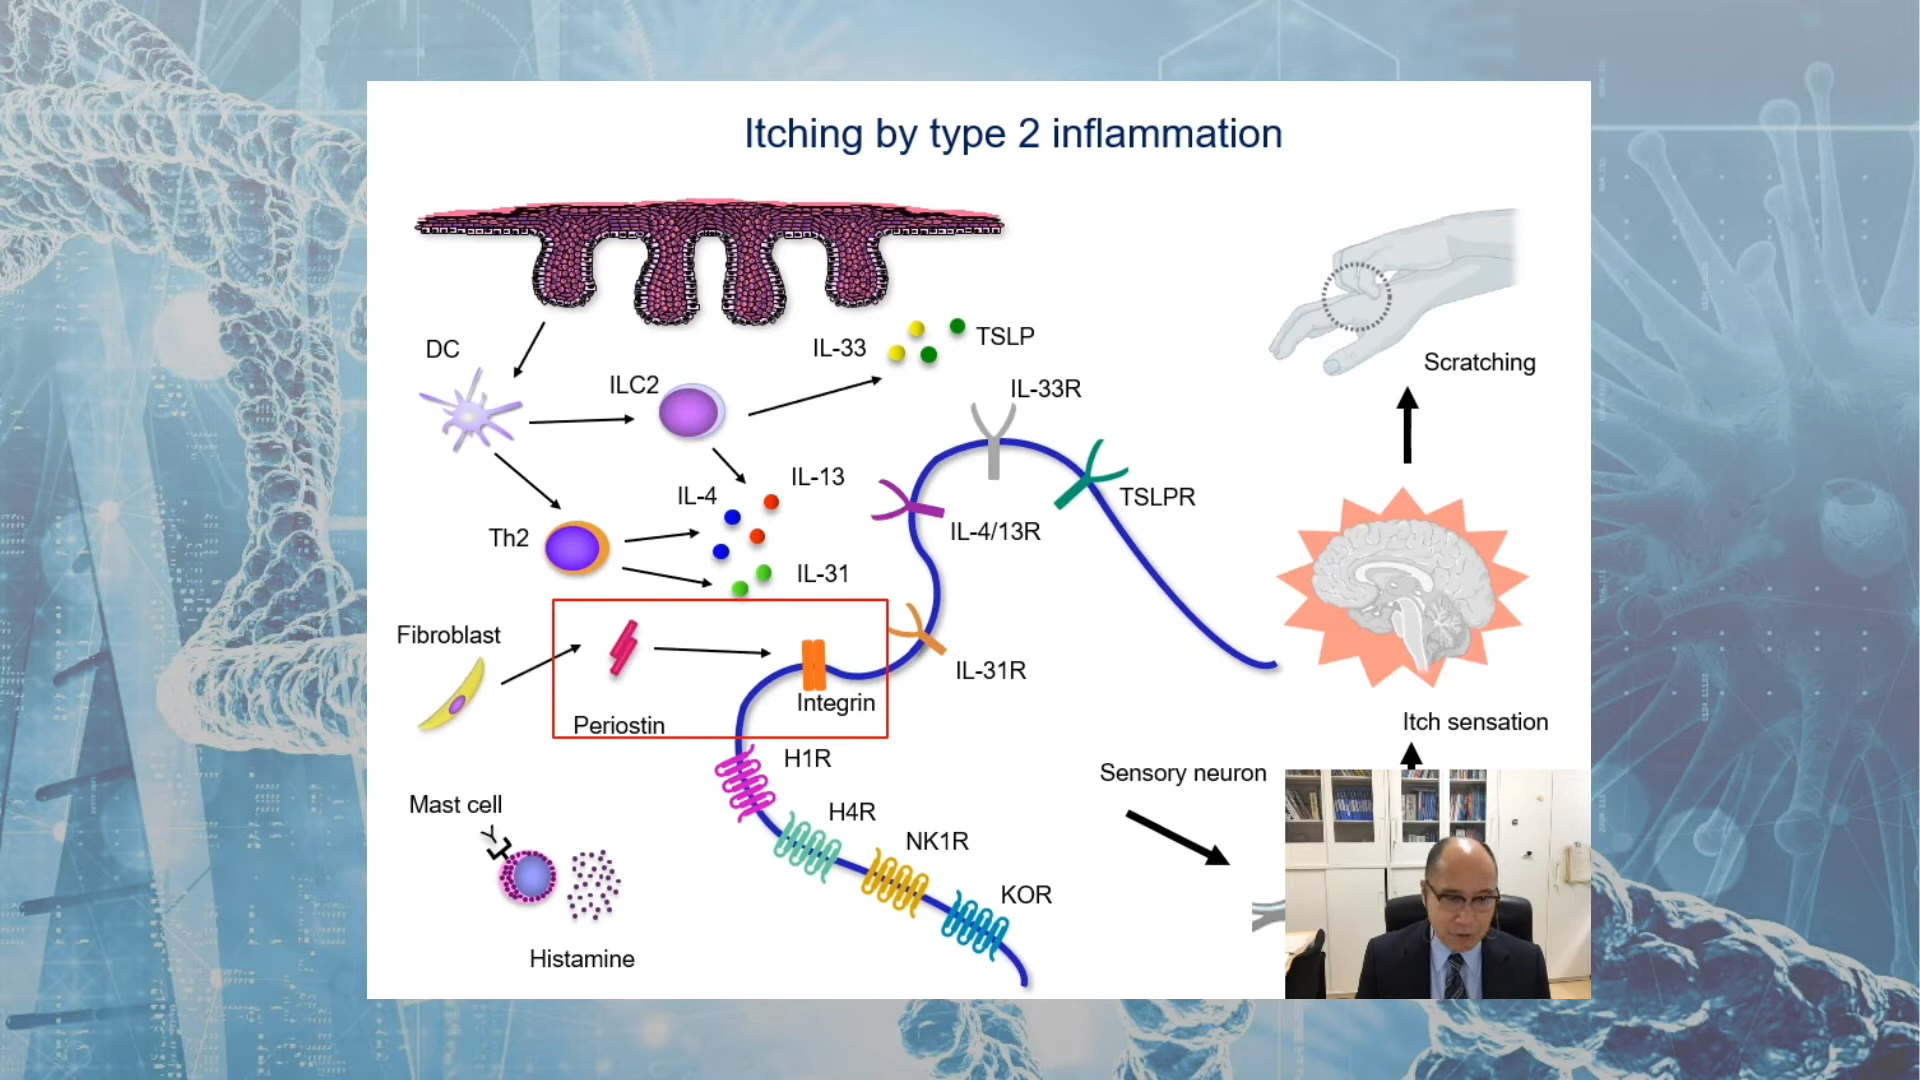 Itching by type 2 inflammation
DC
ILC2
IL-33
TSLP
IL-33R
Scratching
IL-13
IL-4
TSLPR
Th2
IL-4/13R
IL-31
Fibroblast
IL-31R
Integrin
Periostin
Itch sensation
H1R
Sensory neuron
Mast cell
H4R
NK1R
KOR
Histamine